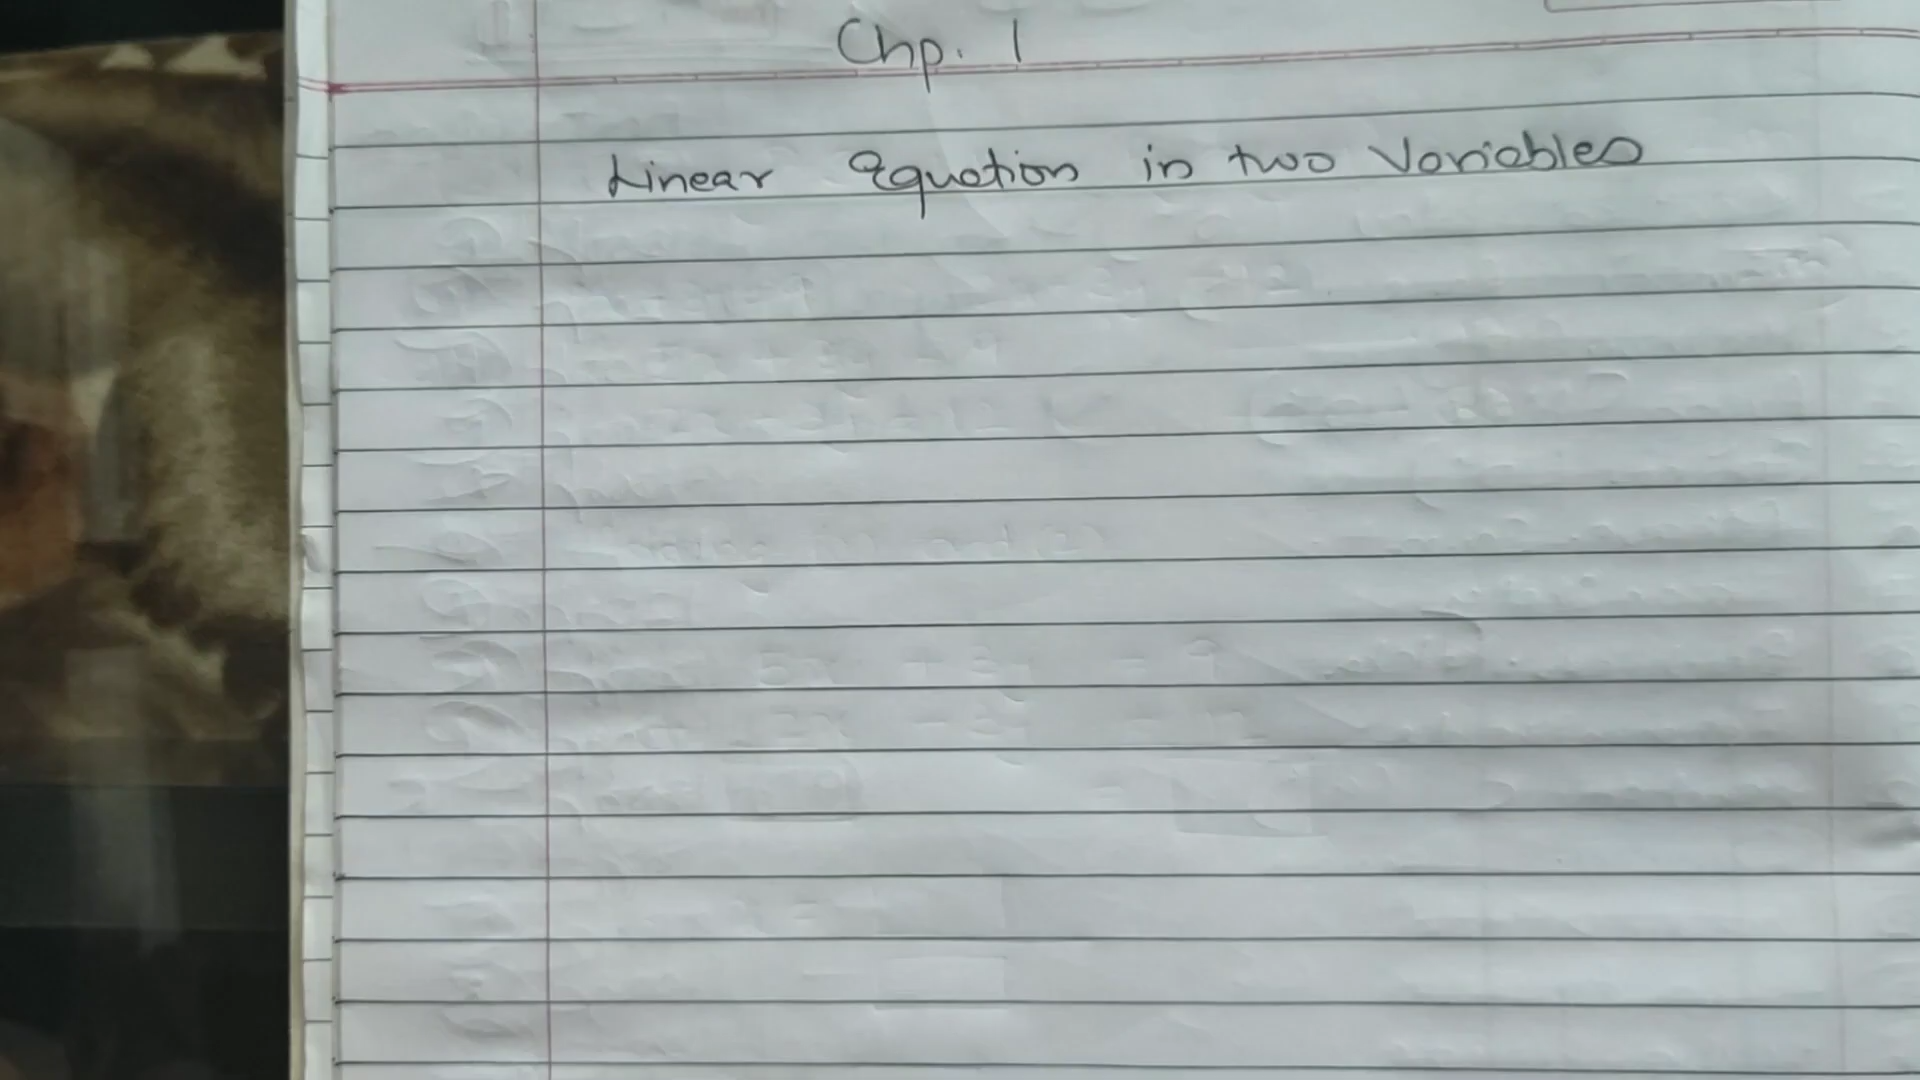 Chp. 1
Linear Equation in two Variables